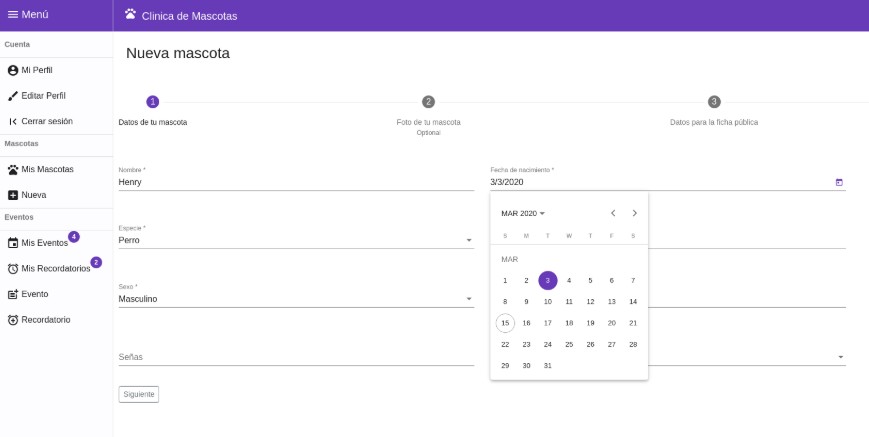 Menú
Clinica de Mascotas
Cuenta
Mi Perfil
Editar Perfil
Cerrar sesión
Mascotas
Mis Mascotas
Nueva
Eventos
Mis Eventos 4
Mis Recordatorios 2
Evento
Recordatorio
Nueva mascota
1 2 3
Datos de tu mascota
Foto de tu mascota
Optional
Datos para la ficha pública
Nombre *
Henry
Fecha de nacimiento *
3/3/2020
Especie *
Perro
Sexo *
Masculino
Señas
Siguiente
MAR 2020
S M T W T F S
MAR
1 2 3 4 5 6 7
8 9 10 11 12 13 14
15 16 17 18 19 20 21
22 23 24 25 26 27 28
29 30 31